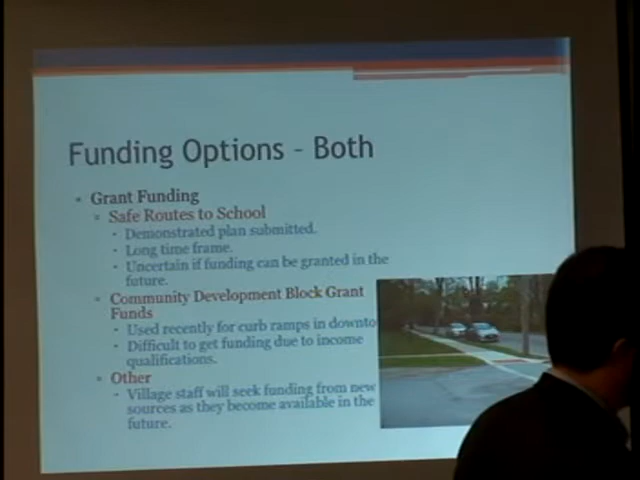 Funding Options - Both
Grant Funding
Safe Routes to School
Demonstrated plan submitted.
Long time frame.
Uncertain if funding can be granted in the
future.
Community Development Block Grant
Funds
Used recently for curb ramps in downto
Difficult to get funding due to income
qualifications.
Other
Village staff will seek funding from new
sources as they become available in the
future.